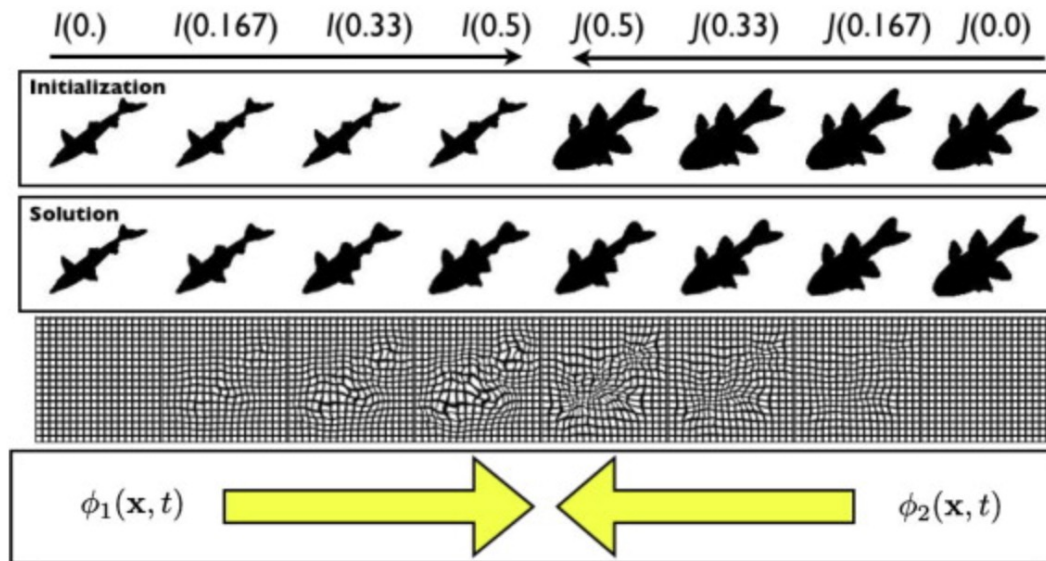 I(0.) I(0.167) I(0.33) I(0.5) J(0.5) J(0.33) J(0.167) J(0.0)
Initialization
Solution
ϕ₁(x, t) ϕ₂(x, t)